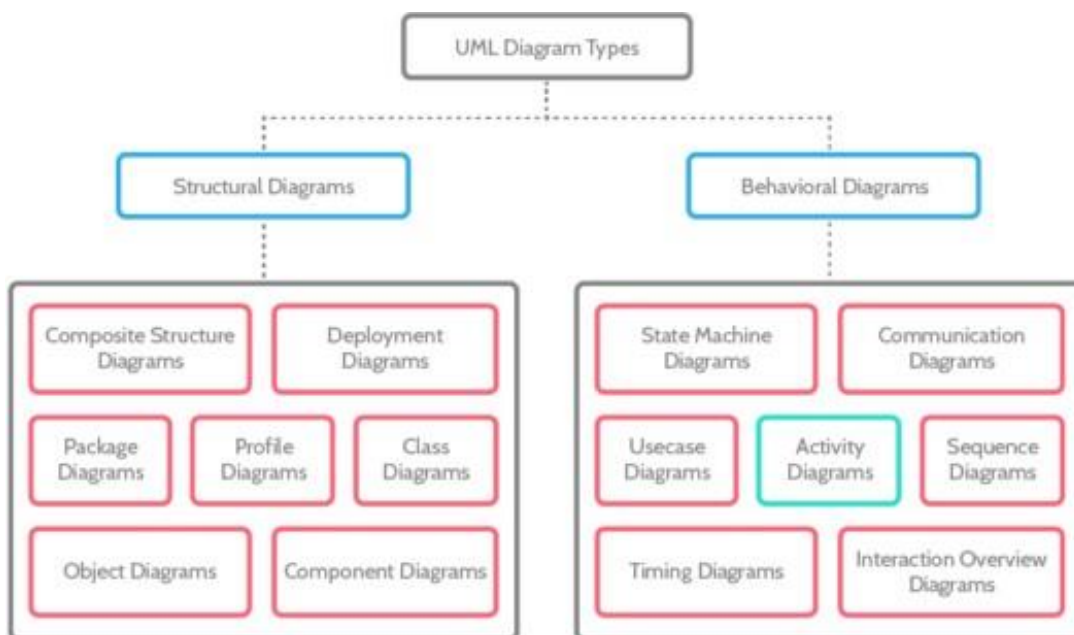 UML Diagram Types
Structural Diagrams
Behavioral Diagrams
Composite Structure
Diagrams
Deployment
Diagrams
Package
Diagrams
Profile
Diagrams
Class
Diagrams
Object Diagrams
Component Diagrams
State Machine
Diagrams
Communication
Diagrams
Usecase
Diagrams
Activity
Diagrams
Sequence
Diagrams
Timing Diagrams
Interaction Overview
Diagrams